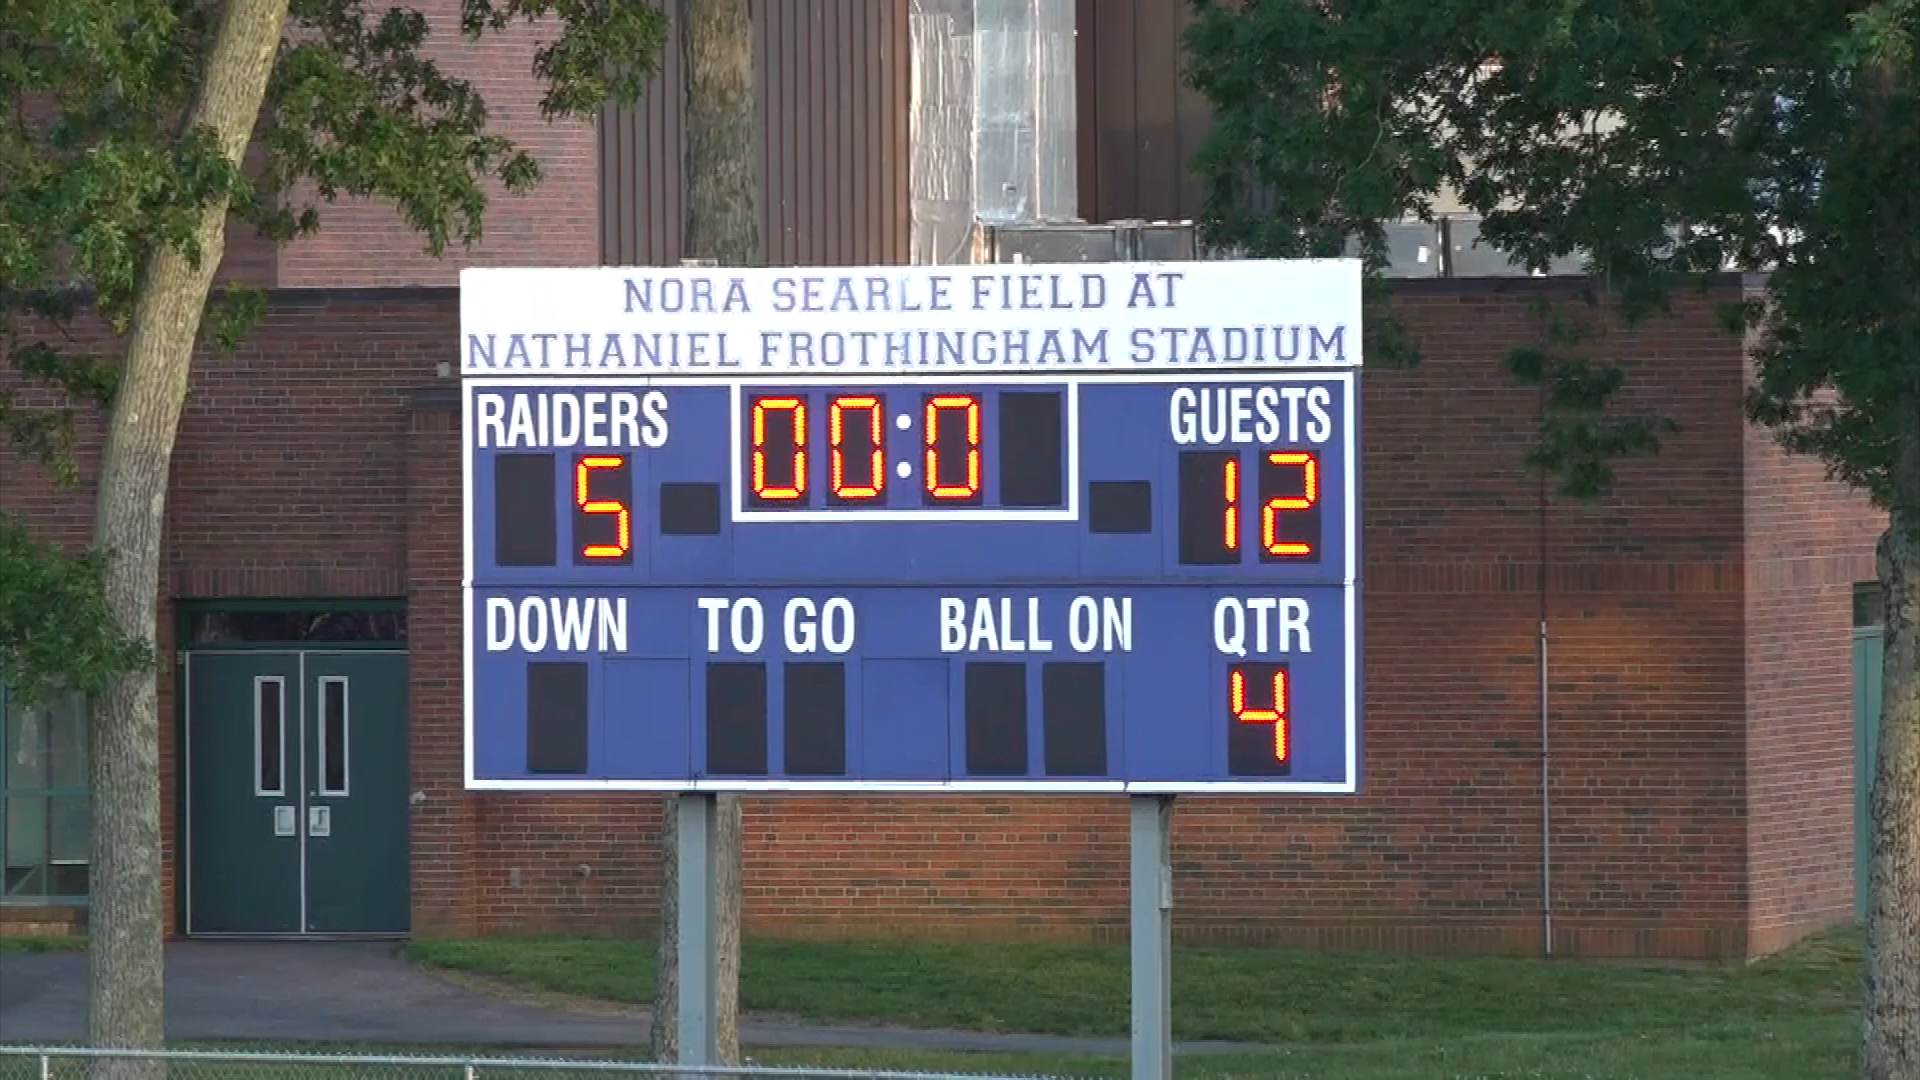 NORA SEARLE FIELD AT
NATHANIEL FROTHINGHAM STADIUM
RAIDERS 00:0 GUESTS
5 12
DOWN TO GO BALL ON QTR
4